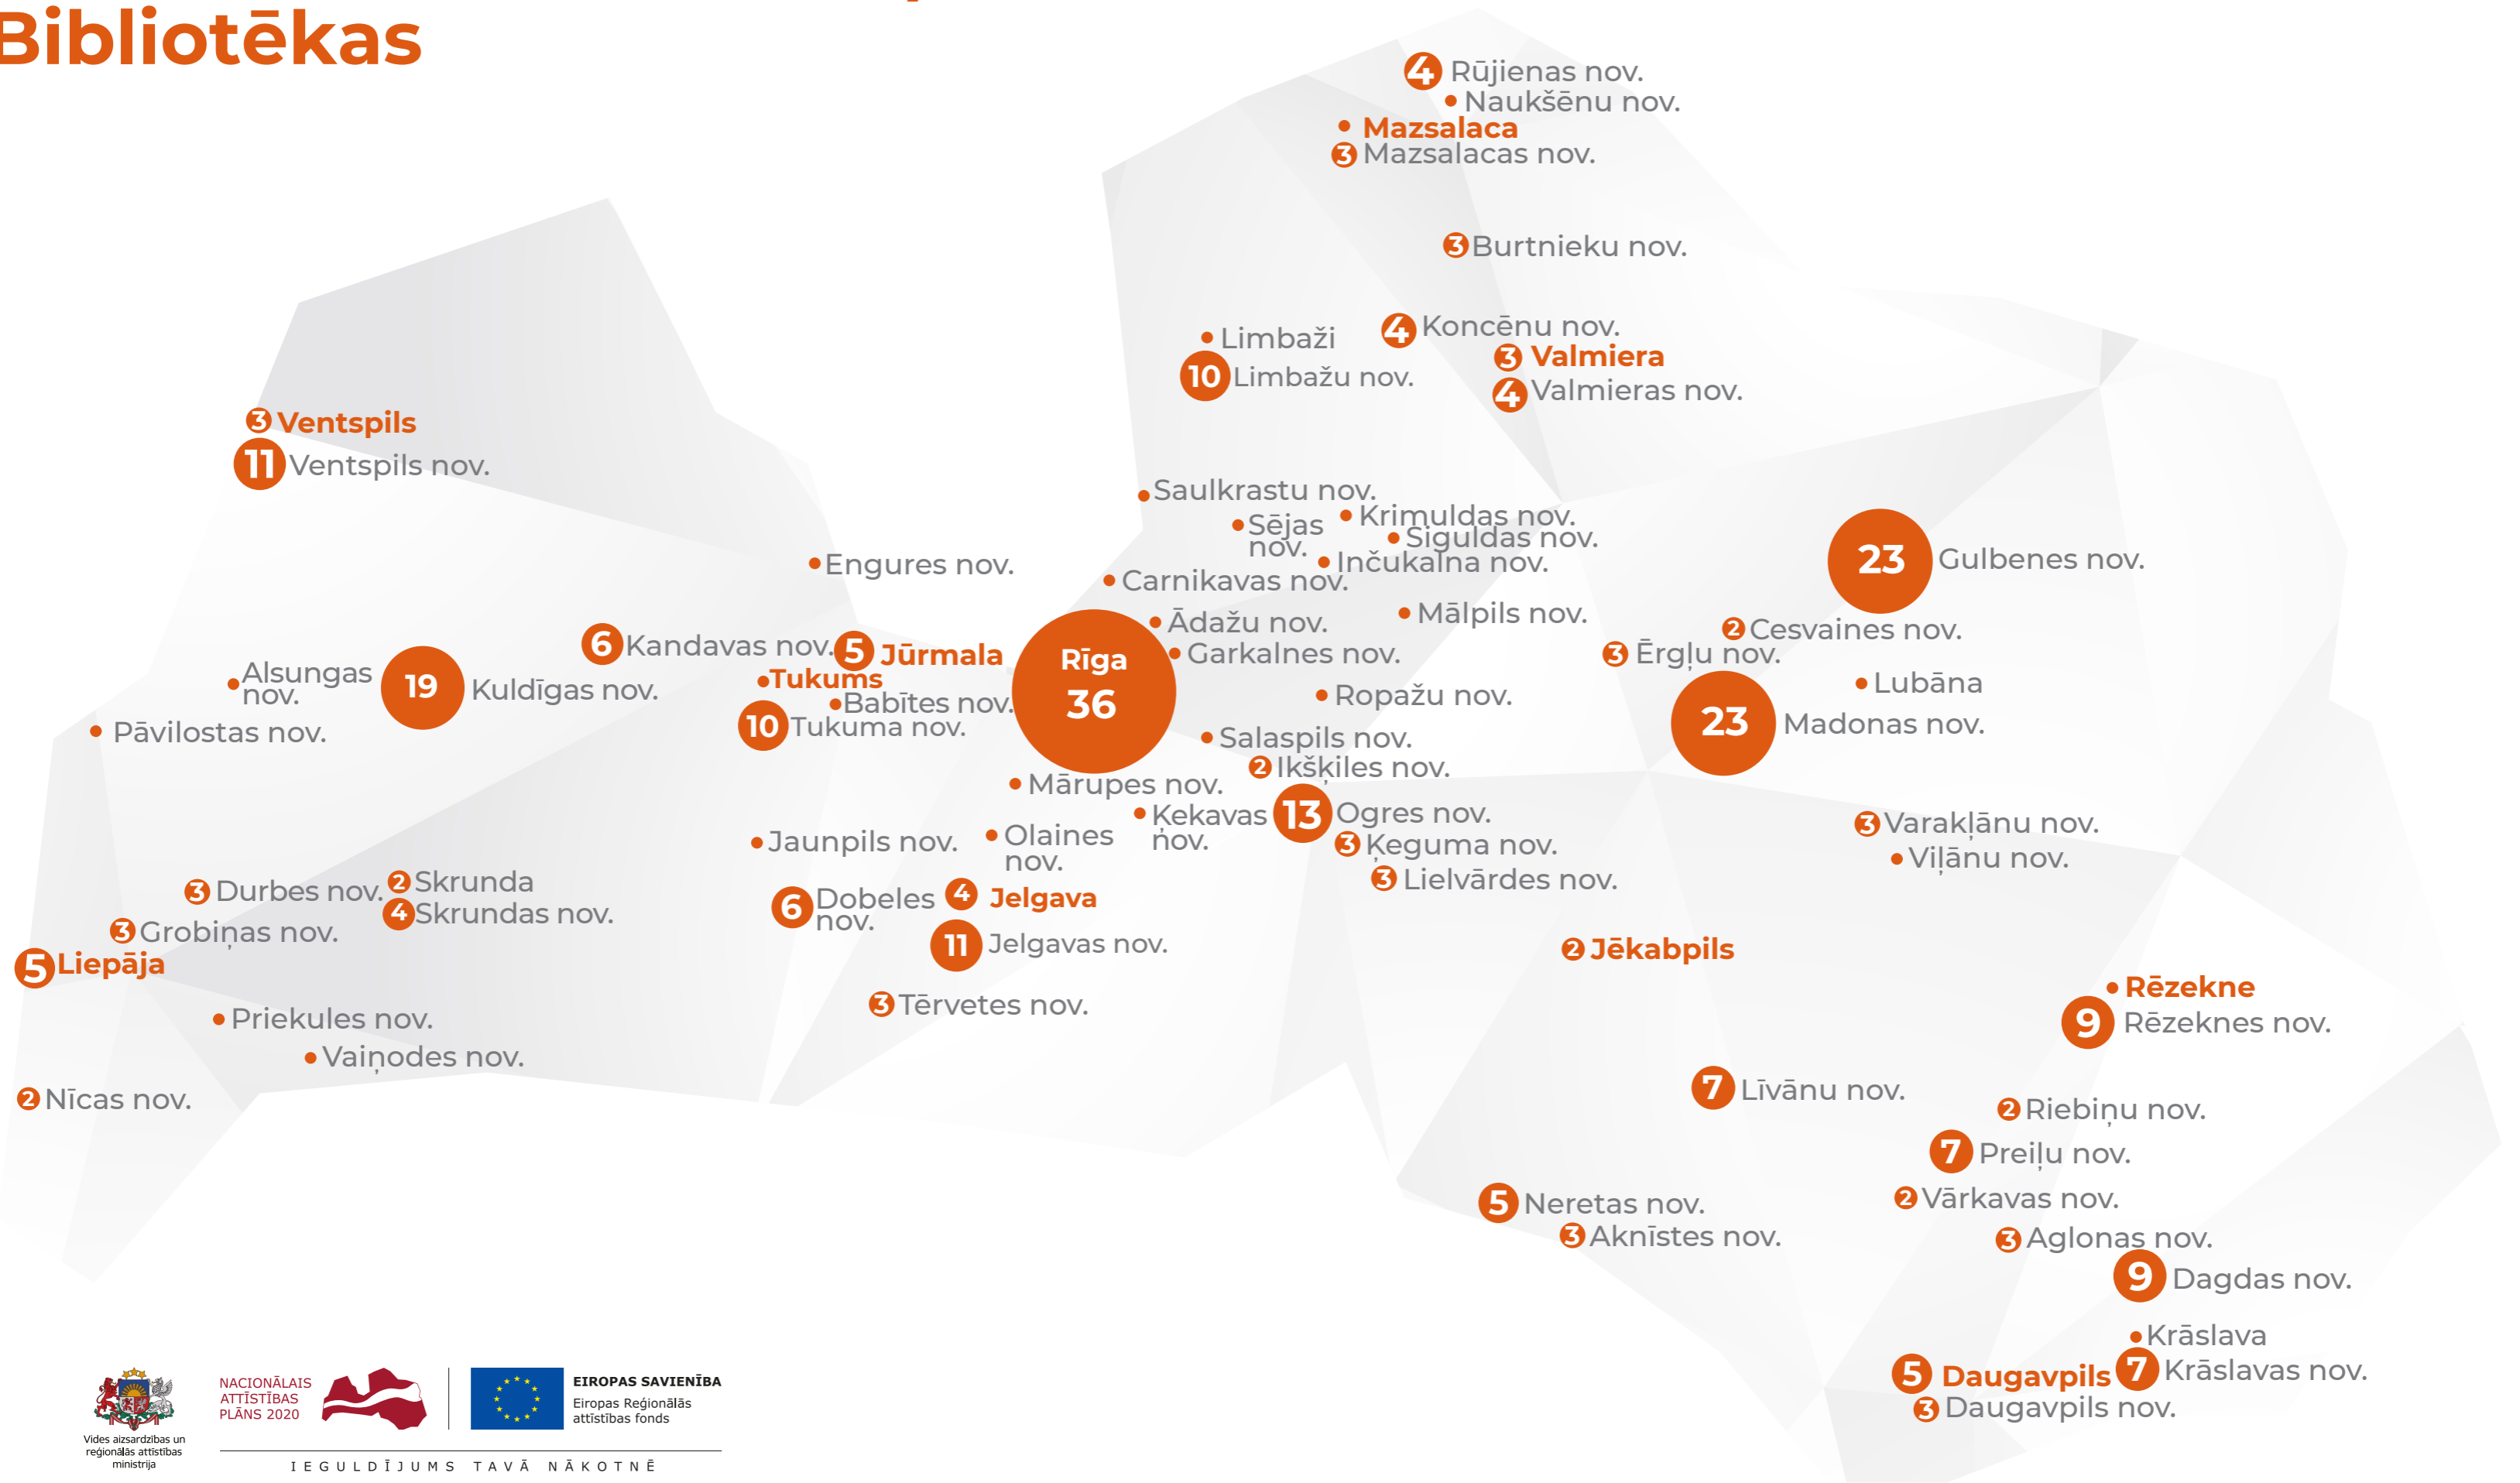 Bibliotēkas
4 Rūjienas nov.
Naukšēnu nov.
Mazsalaca
3 Mazsalacas nov.
3 Burtnieku nov.
Limbaži
4 Koncēnu nov.
3 Valmiera
10 Limbažu nov.
4 Valmieras nov.
3 Ventspils
11 Ventspils nov.
Saulkrastu nov.
Sējas
nov.
Krimuldas nov.
Siguldas nov.
Inčukalna nov.
Engures nov.
Carnikavas nov.
23 Gulbenes nov.
Ādažu nov.
Mālpils nov.
2 Cesvaines nov.
6 Kandavas nov.
5 Jūrmala
Garkalnes nov.
3 Ērgļu nov.
Alsungas
nov.
19 Kuldīgas nov.
Tukums
Babītes nov.
10 Tukuma nov.
Rīga
36
Ropažu nov.
Lubāna
23 Madonas nov.
Pāvilostas nov.
Salaspils nov.
2 Ikšķiles nov.
Mārupes nov.
Ķekavas
nov.
13 Ogres nov.
Jaunpils nov.
Olaines
nov.
3 Ķeguma nov.
3 Varakļānu nov.
Viļānu nov.
3 Lielvārdes nov.
3 Durbes nov.
2 Skrunda
4 Skrundas nov.
6 Dobeles
nov.
4 Jelgava
3 Grobiņas nov.
11 Jelgavas nov.
2 Jēkabpils
5 Liepāja
3 Tērvetes nov.
Rēzekne
9 Rēzeknes nov.
Priekules nov.
Vaiņodes nov.
2 Nīcas nov.
7 Līvānu nov.
2 Riebiņu nov.
7 Preiļu nov.
5 Neretas nov.
2 Vārkavas nov.
3 Aknīstes nov.
3 Aglonas nov.
9 Dagdas nov.
Krāslava
5 Daugavpils
7 Krāslavas nov.
3 Daugavpils nov.
Vides aizsardzības un
reģionālās attīstības
ministrija
NACIONĀLAIS
ATTĪSTĪBAS
PLĀNS 2020
EIROPAS SAVIENĪBA
Eiropas Reģionālās
attīstības fonds
IEGULDĪJUMS TAVĀ NĀKOTNĒ